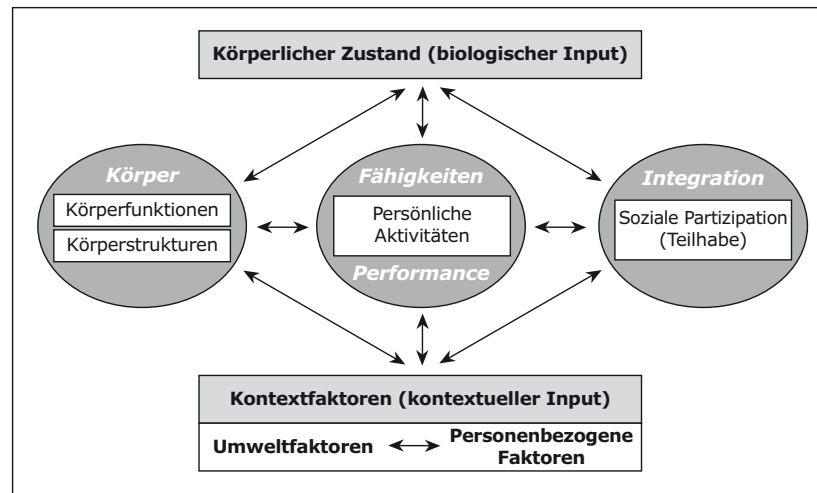 Körperlicher Zustand (biologischer Input)
Körper
Körperfunktionen
Körperstrukturen
Fähigkeiten
Persönliche
Aktivitäten
Performance
Integration
Soziale Partizipation
(Teilhabe)
Kontextfaktoren (kontextueller Input)
Umweltfaktoren
Personenbezogene
Faktoren